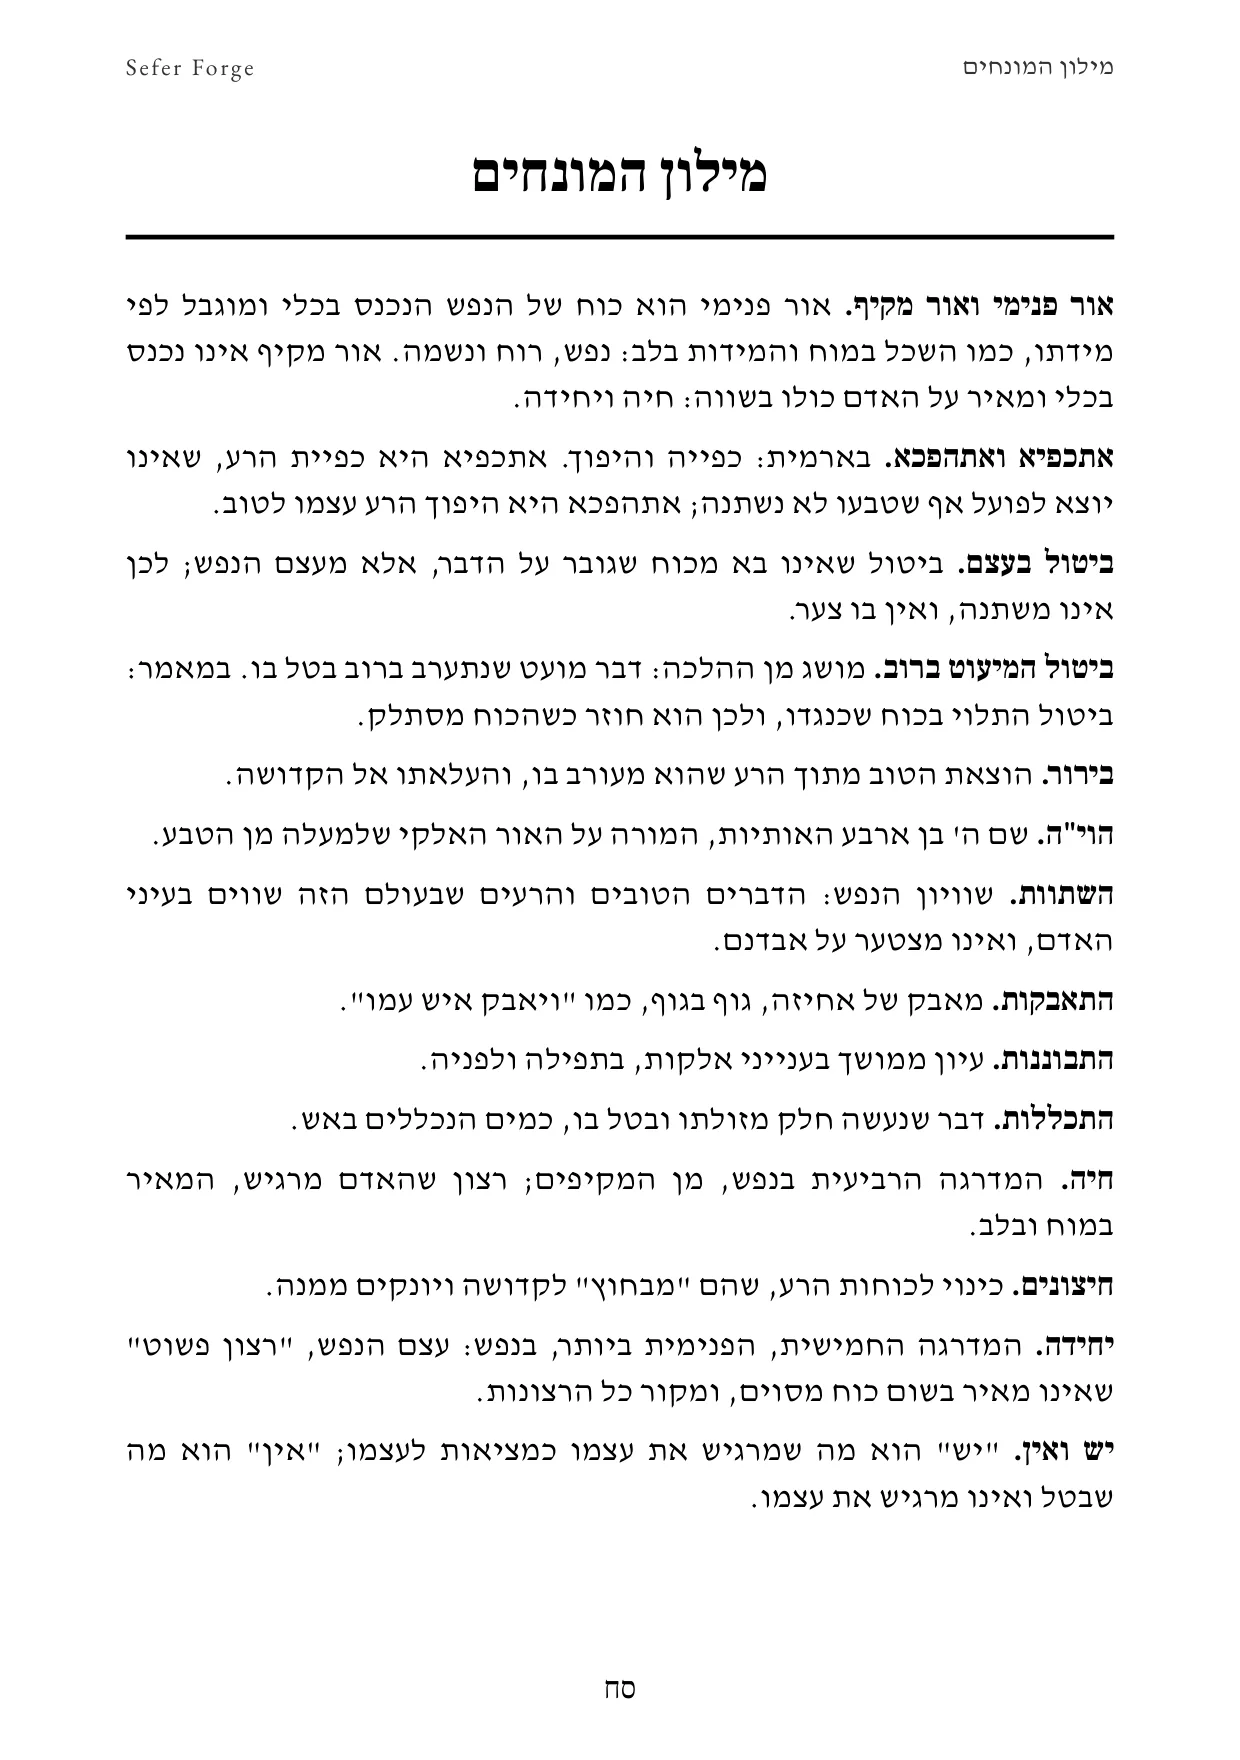 מילון המונחים
Sefer Forge
מילון המונחים
אור פנימי ואור מקיף. אור פנימי הוא כוח של הנפש הנכנס בכלי ומוגבל לפי
מידתו, כמו השכל במוח והמידות בלב: נפש, רוח ונשמה. אור מקיף אינו נכנס
בכלי ומאיר על האדם כולו בשווה: חיה ויחידה.
אתכפיא ואתהפכא. בארמית: כפייה והיפוך. אתכפיא היא כפיית הרע, שאינו
יוצא לפועל אף שטבעו לא נשתנה; אתהפכא היא היפוך הרע עצמו לטוב.
ביטול בעצם. ביטול שאינו בא מכוח שגובר על הדבר, אלא מעצם הנפש; לכן
אינו משתנה, ואין בו צער.
ביטול המיעוט ברוב. מושג מן ההלכה: דבר מועט שנתערב ברוב בטל בו. במאמר:
ביטול התלוי בכוח שכנגדו, ולכן הוא חוזר כשהכוח מסתלק.
בירור. הוצאת הטוב מתוך הרע שהוא מעורב בו, והעלאתו אל הקדושה.
הוי"ה. שם ה' בן ארבע האותיות, המורה על האור האלקי שלמעלה מן הטבע.
השתוות. שוויון הנפש: הדברים הטובים והרעים שבעולם הזה שווים בעיני
האדם, ואינו מצטער על אבדנם.
התאבקות. מאבק של אחיזה, גוף בגוף, כמו "ויאבק איש עמו".
התבוננות. עיון ממושך בענייני אלקות, בתפילה ולפניה.
התכללות. דבר שנעשה חלק מזולתו ובטל בו, כמים הנכללים באש.
חיה. המדרגה הרביעית בנפש, מן המקיפים; רצון שהאדם מרגיש, המאיר
במוח ובלב.
חיצונים. כינוי לכוחות הרע, שהם "מבחוץ" לקדושה ויונקים ממנה.
יחידה. המדרגה החמישית, הפנימית ביותר, בנפש: עצם הנפש, "רצון פשוט"
שאינו מאיר בשום כוח מסוים, ומקור כל הרצונות.
יש ואין. "יש" הוא מה שמרגיש את עצמו כמציאות לעצמו; "אין" הוא מה
שבטל ואינו מרגיש את עצמו.
סח